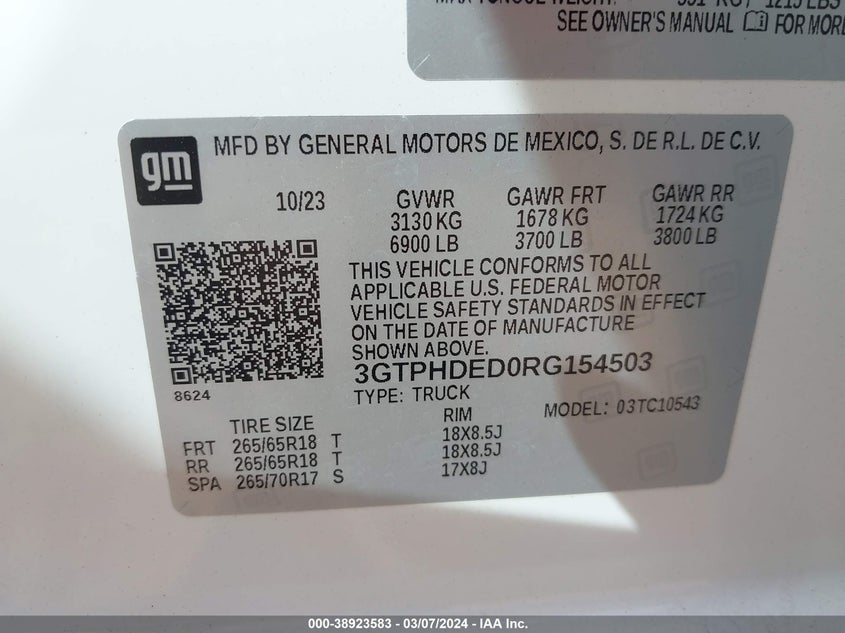 551 KG / 1215 LBS
SEE OWNER'S MANUAL FOR MORE
gm
MFD BY GENERAL MOTORS DE MEXICO, S. DE R.L. DE C.V.
10/23 GVWR GAWR FRT GAWR RR
3130 KG 1678 KG 1724 KG
6900 LB 3700 LB 3800 LB
THIS VEHICLE CONFORMS TO ALL
APPLICABLE U.S. FEDERAL MOTOR
VEHICLE SAFETY STANDARDS IN EFFECT
ON THE DATE OF MANUFACTURE
SHOWN ABOVE.
8624
3GTPHDED0RG154503
TYPE: TRUCK MODEL: 03TC10543
TIRE SIZE RIM
FRT 265/65R18 T 18X8.5J
RR 265/65R18 T 18X8.5J
SPA 265/70R17 S 17X8J
000-38923583 - 03/07/2024 - IAA Inc.